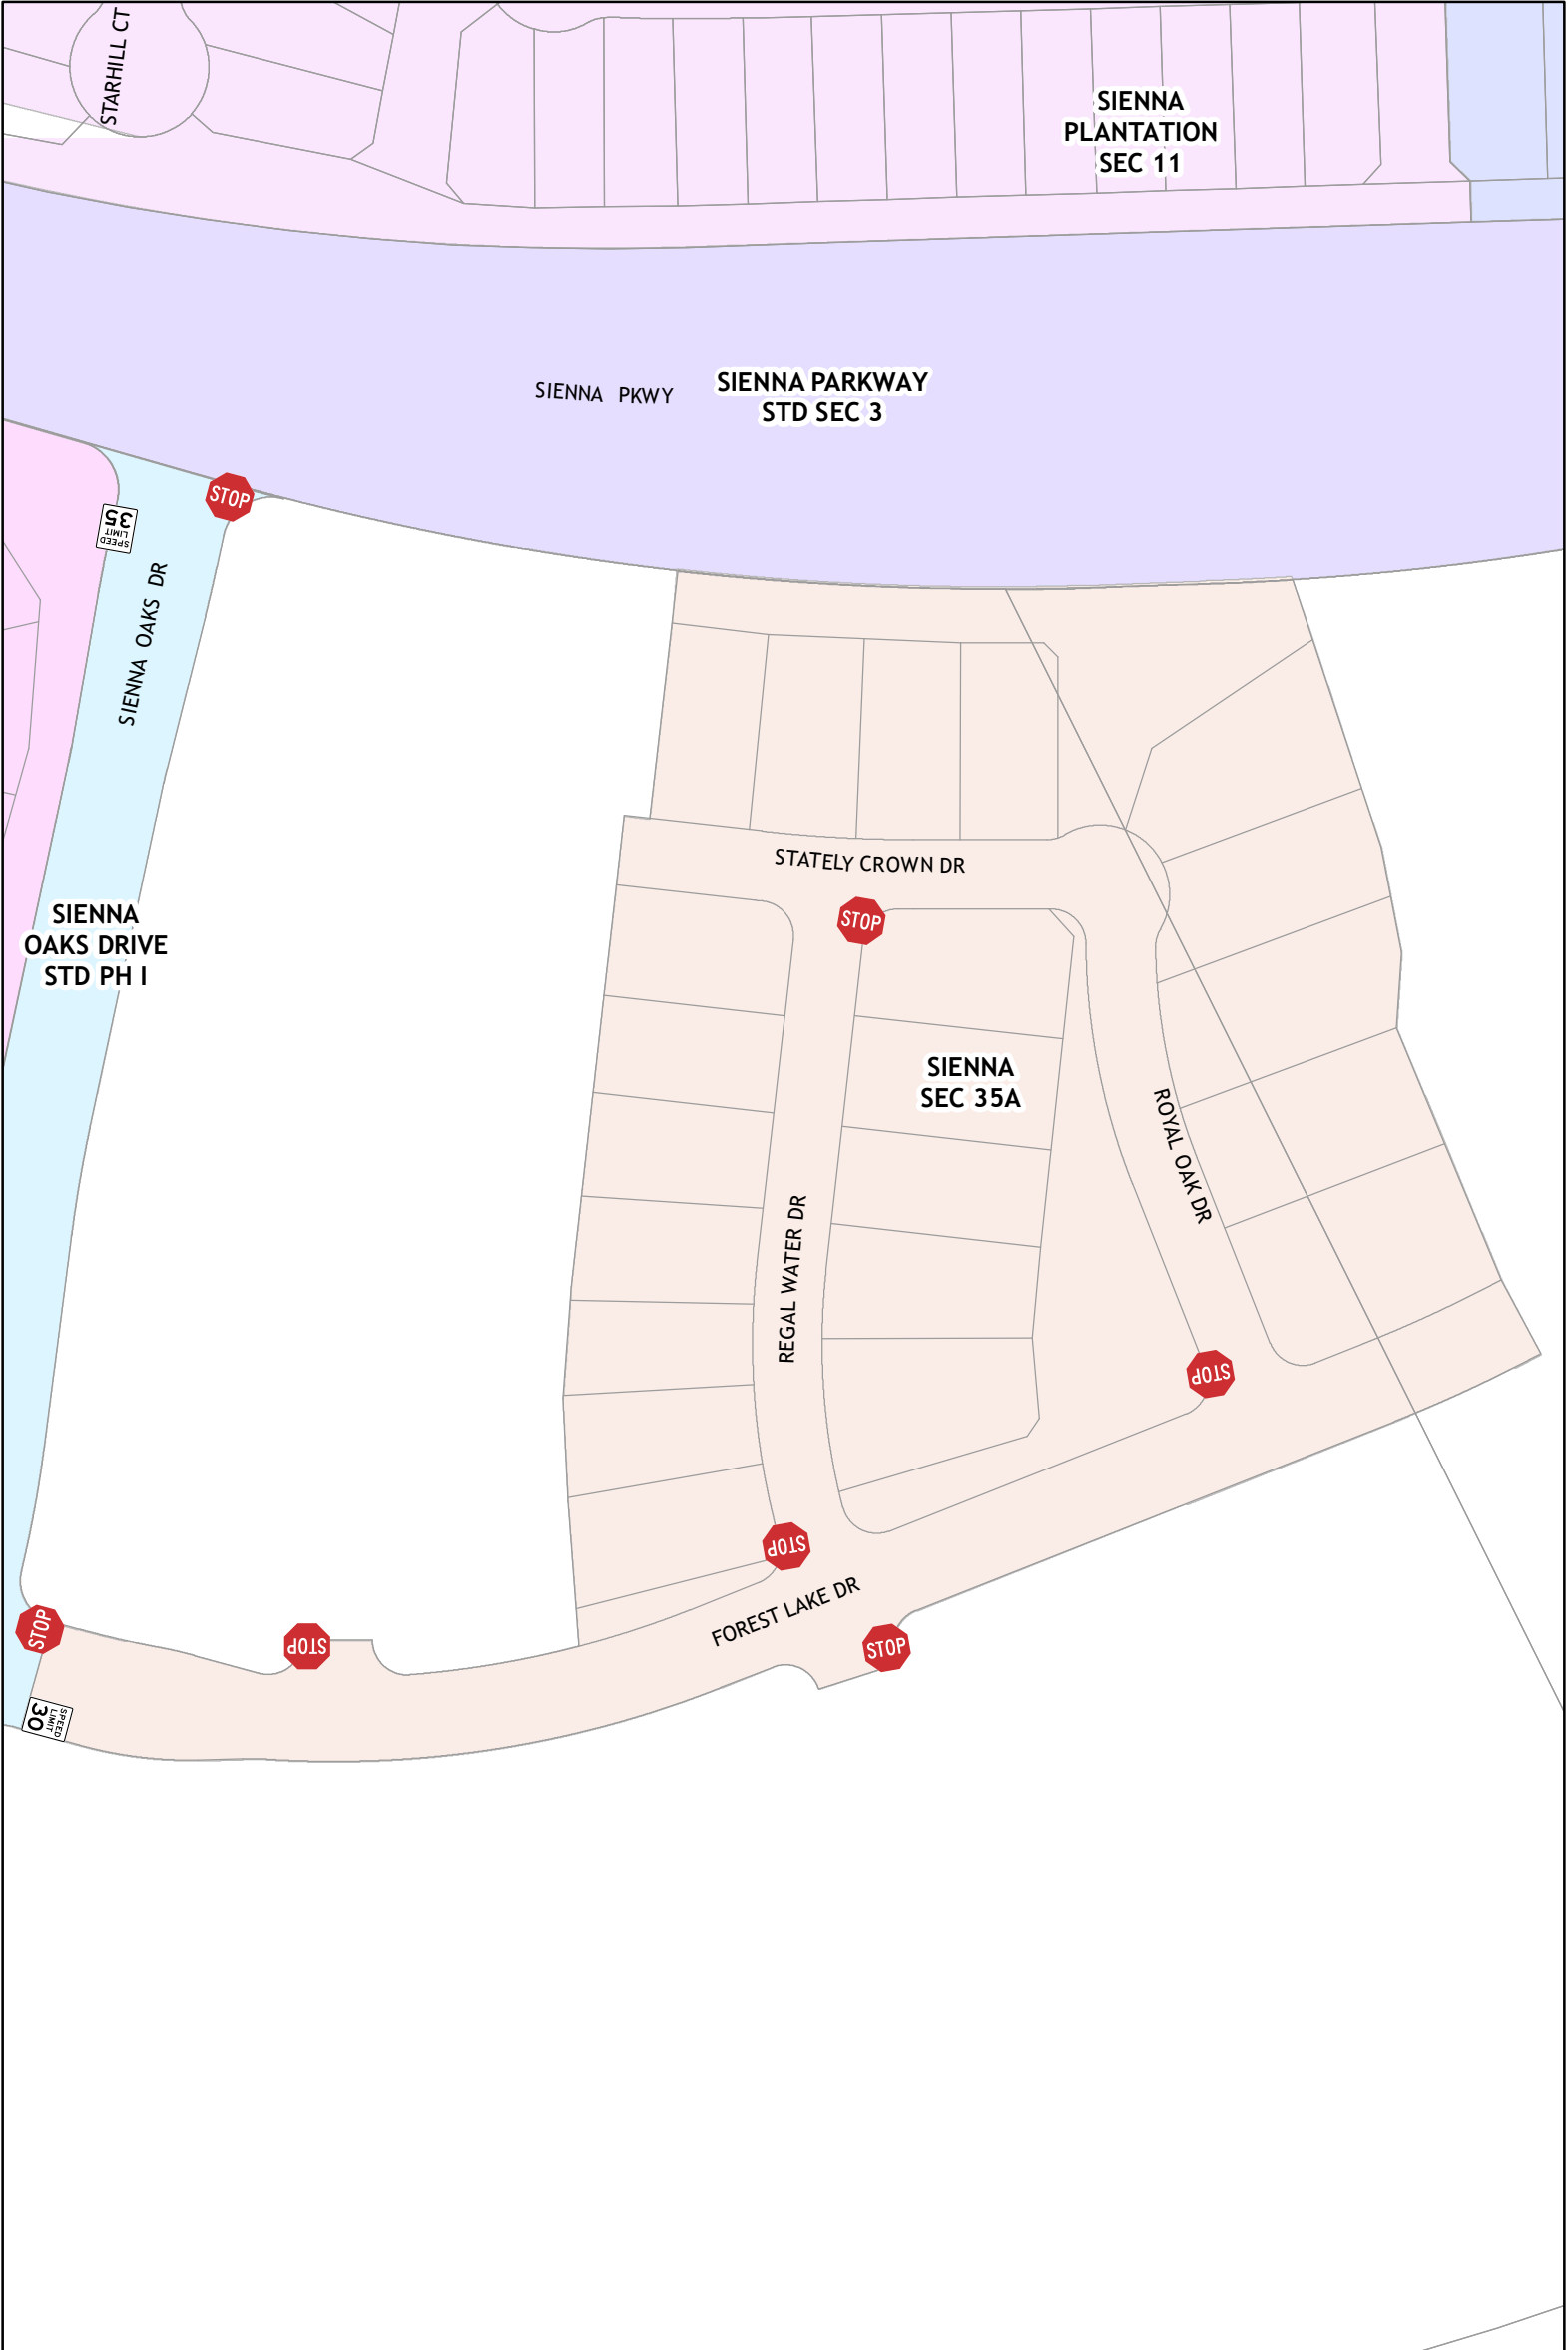 STARHILL CT
SIENNA
PLANTATION
SEC 11
SIENNA PKWY
SIENNA PARKWAY
STD SEC 3
STOP
SPEED
LIMIT
35
SIENNA OAKS DR
STATELY CROWN DR
STOP
SIENNA
OAKS DRIVE
STD PH I
SIENNA
SEC 35A
ROYAL OAK DR
REGAL WATER DR
STOP
STOP
FOREST LAKE DR
STOP
STOP
STOP
SPEED
LIMIT
30